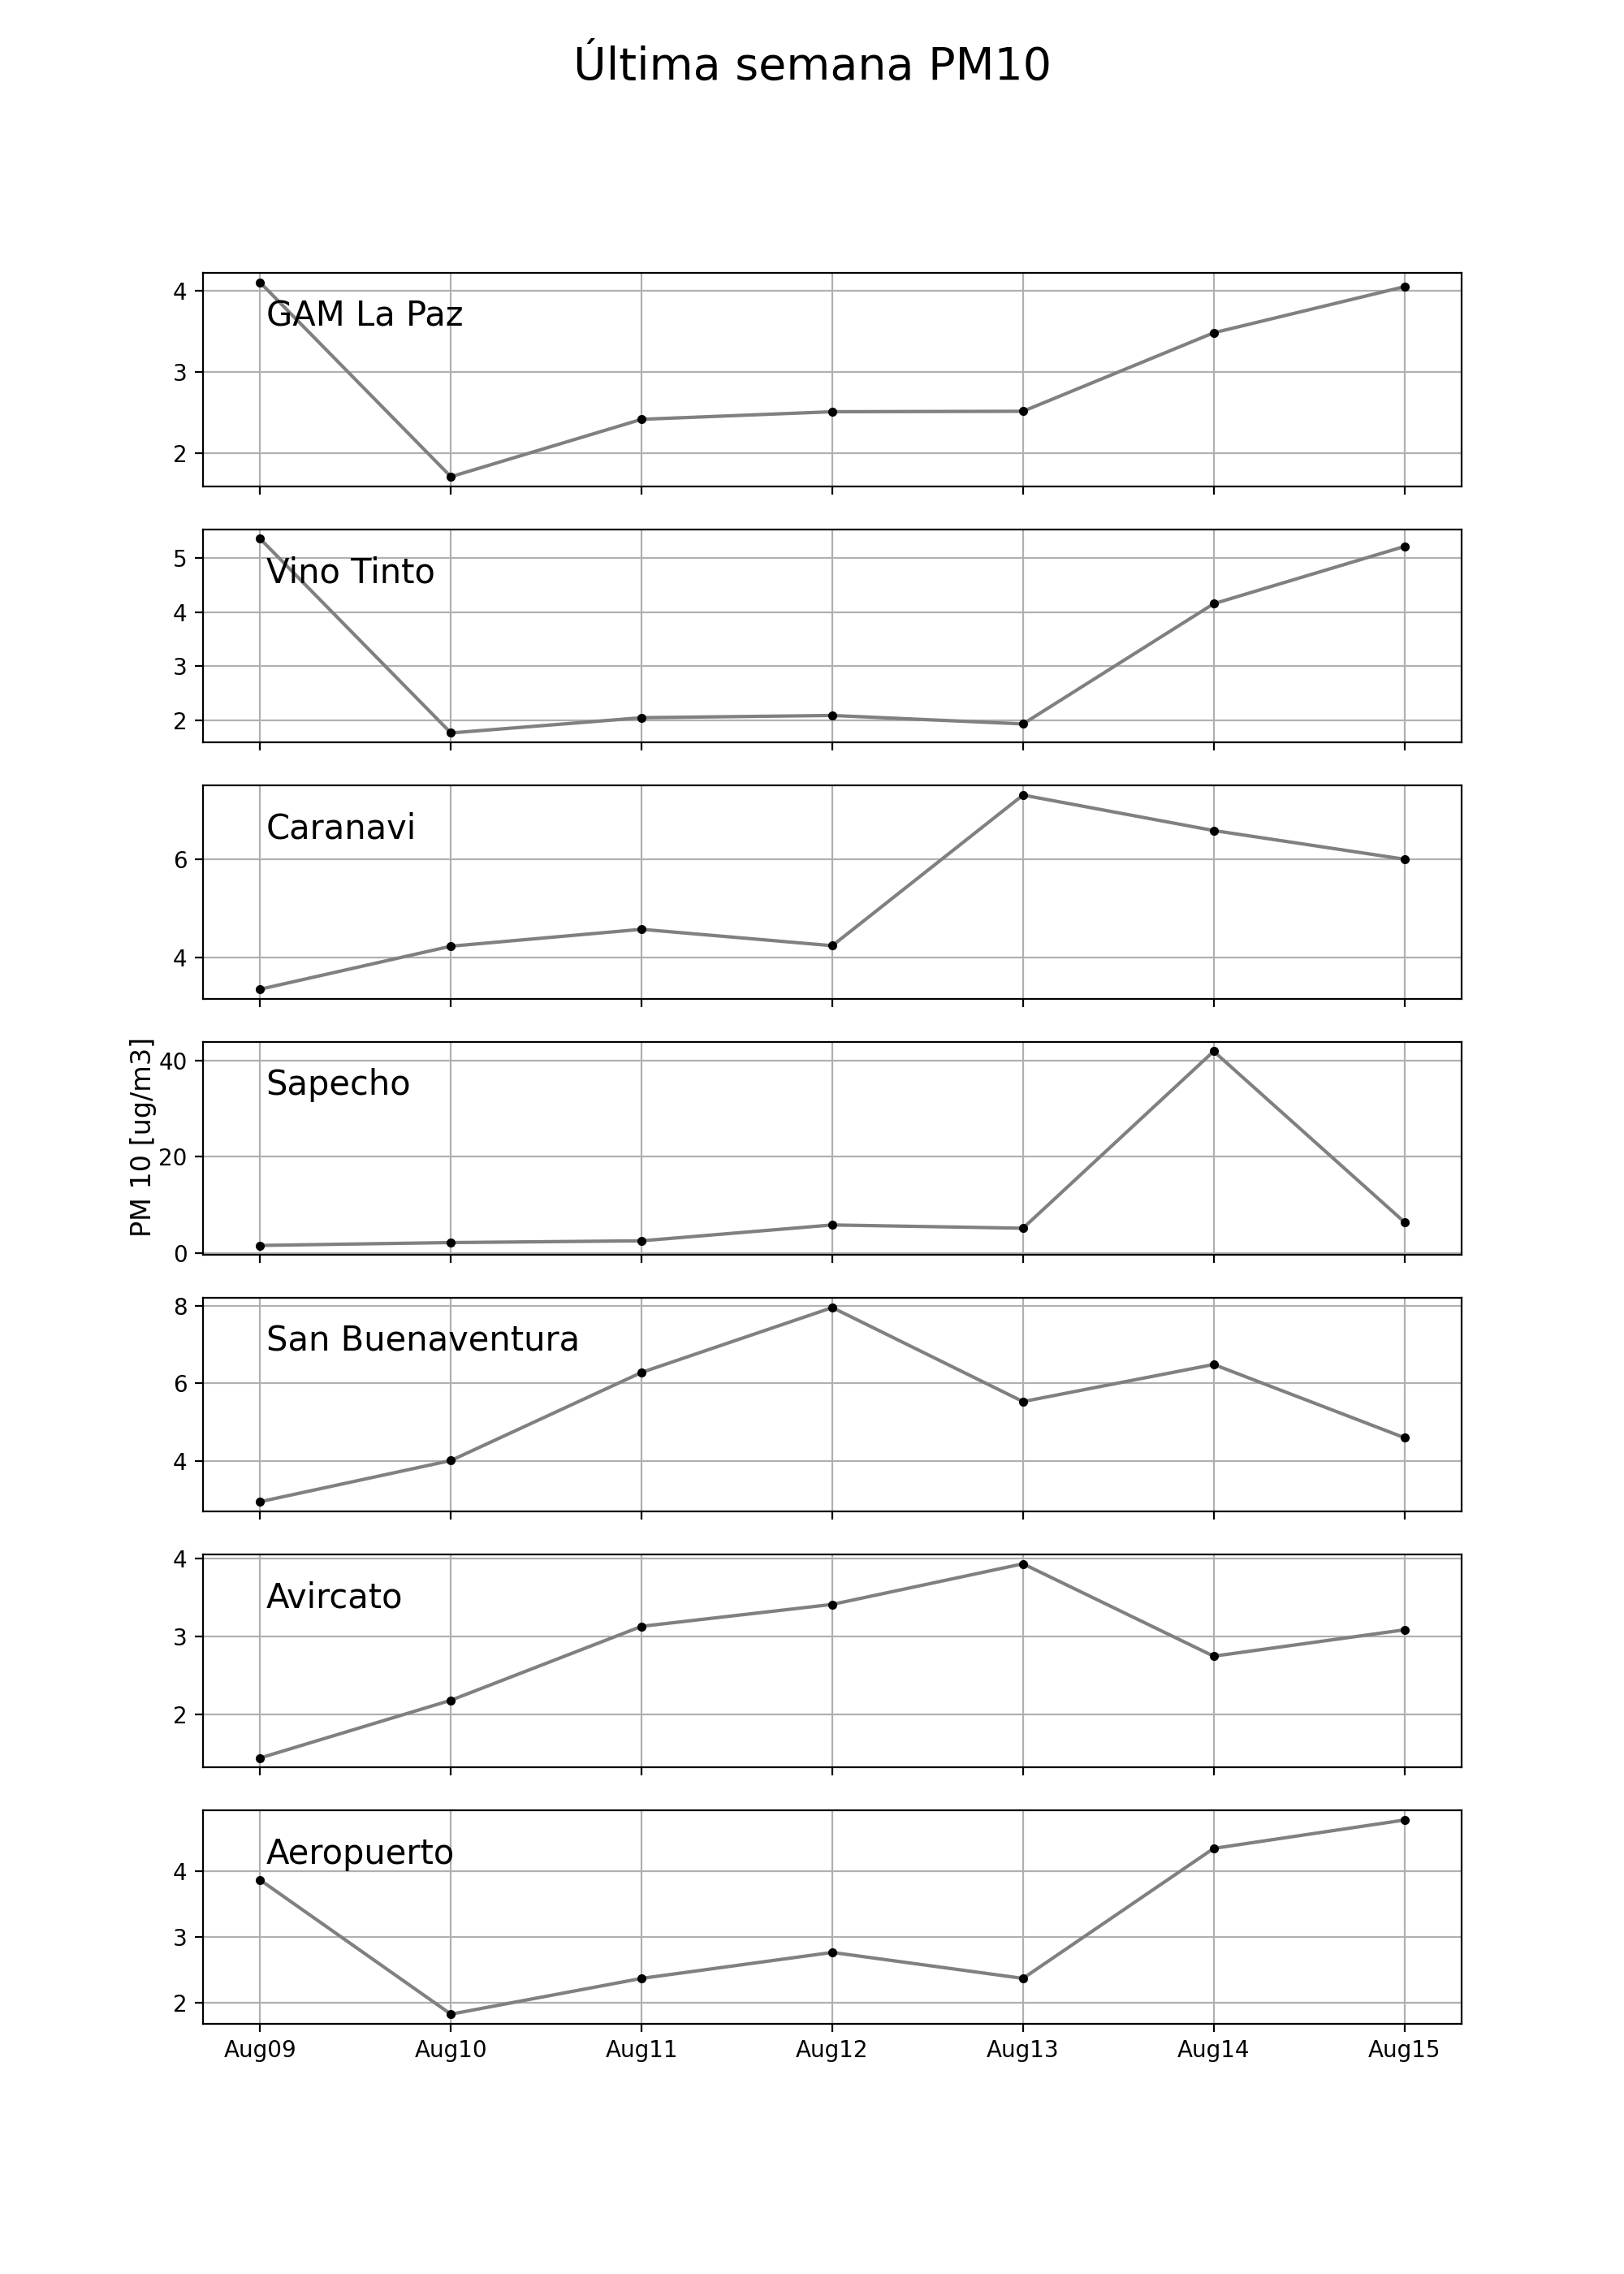 Última semana PM10
GAM La Paz
4
3
2
Vino Tinto
5
4
3
2
Caranavi
6
4
Sapecho
PM 10 [ug/m3]
40
20
0
San Buenaventura
8
6
4
Avircato
4
3
2
Aeropuerto
4
3
2
Aug09 Aug10 Aug11 Aug12 Aug13 Aug14 Aug15